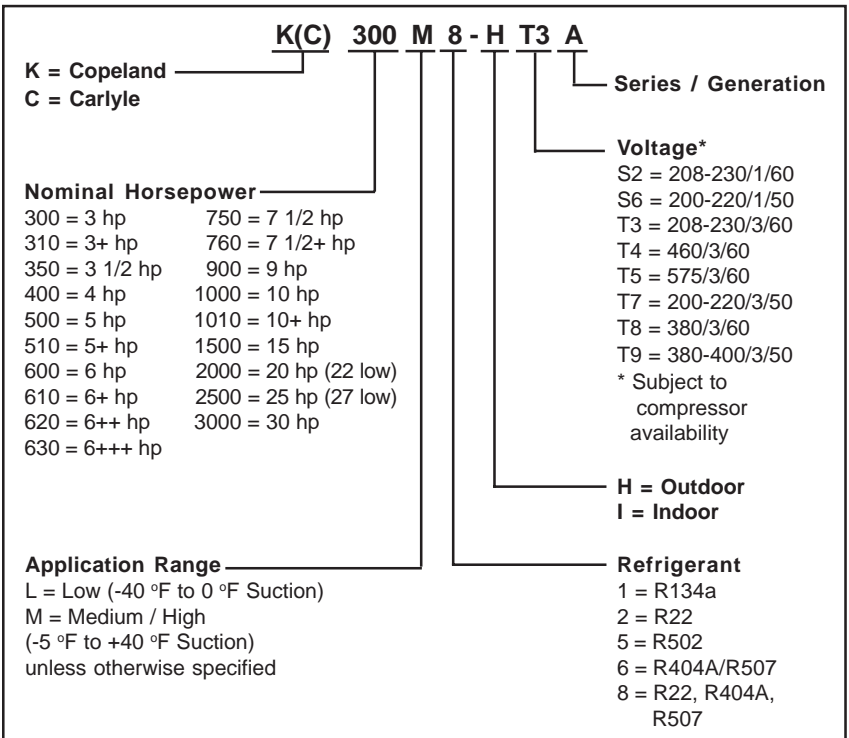 K(C) 300 M 8 - H T3 A
K = Copeland
C = Carlyle
Series / Generation
Voltage*
S2 = 208-230/1/60
S6 = 200-220/1/50
T3 = 208-230/3/60
T4 = 460/3/60
T5 = 575/3/60
T7 = 200-220/3/50
T8 = 380/3/60
T9 = 380-400/3/50
* Subject to
compressor
availability
Nominal Horsepower
300 = 3 hp
310 = 3+ hp
350 = 3 1/2 hp
400 = 4 hp
500 = 5 hp
510 = 5+ hp
600 = 6 hp
610 = 6+ hp
620 = 6++ hp
630 = 6+++ hp
750 = 7 1/2 hp
760 = 7 1/2+ hp
900 = 9 hp
1000 = 10 hp
1010 = 10+ hp
1500 = 15 hp
2000 = 20 hp (22 low)
2500 = 25 hp (27 low)
3000 = 30 hp
H = Outdoor
I = Indoor
Application Range
L = Low (-40 °F to 0 °F Suction)
M = Medium / High
(-5 °F to +40 °F Suction)
unless otherwise specified
Refrigerant
1 = R134a
2 = R22
5 = R502
6 = R404A/R507
8 = R22, R404A,
R507